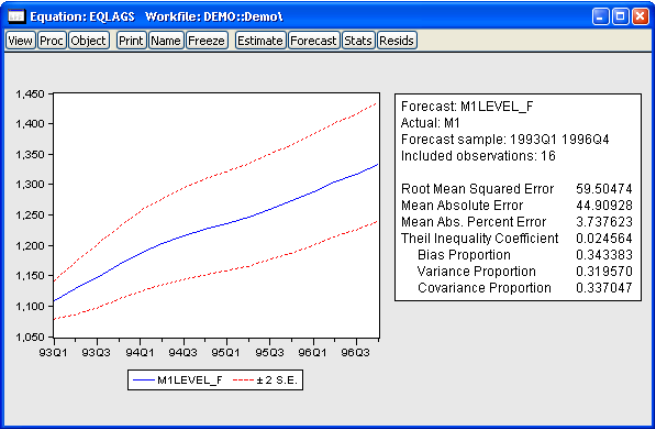 Equation: EQLAGS   Workfile: DEMO::Demo\
View Proc Object Print Name Freeze Estimate Forecast Stats Resids
1,450
1,400
1,350
1,300
1,250
1,200
1,150
1,100
1,050
93Q1 93Q3 94Q1 94Q3 95Q1 95Q3 96Q1 96Q3
M1LEVEL_F ± 2 S.E.
Forecast: M1LEVEL_F
Actual: M1
Forecast sample: 1993Q1 1996Q4
Included observations: 16
Root Mean Squared Error 59.50474
Mean Absolute Error 44.90928
Mean Abs. Percent Error 3.737623
Theil Inequality Coefficient 0.024564
Bias Proportion 0.343383
Variance Proportion 0.319570
Covariance Proportion 0.337047